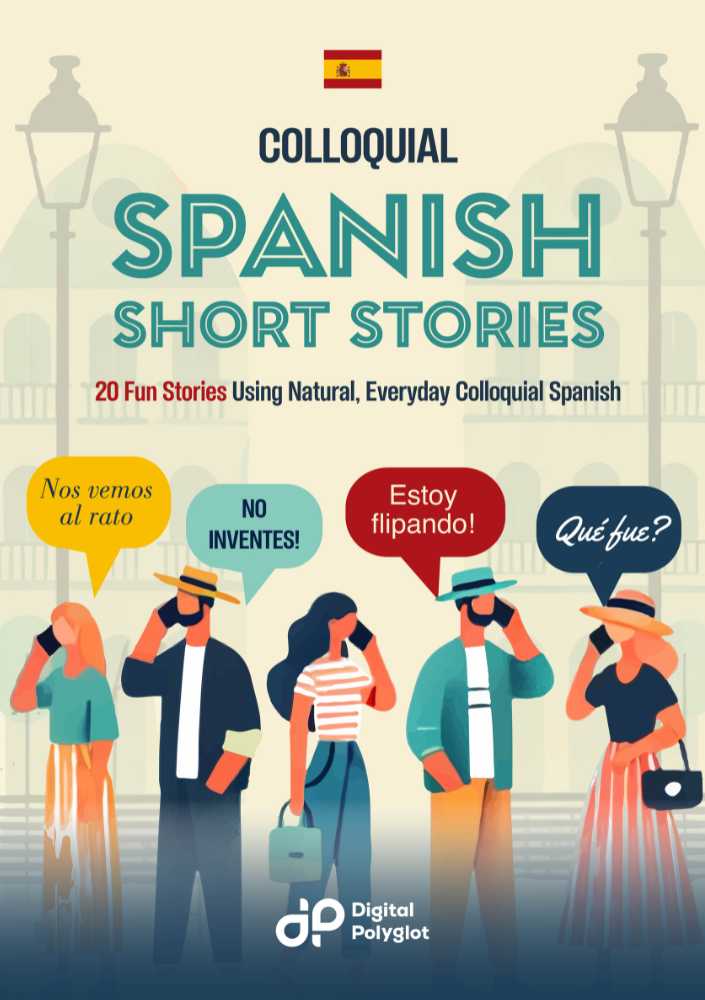 COLLOQUIAL
SPANISH
SHORT STORIES
20 Fun Stories Using Natural, Everyday Colloquial Spanish
Nos vemos
al rato
NO
INVENTES!
Estoy
flipando!
Qué fue?
Digital
Polyglot